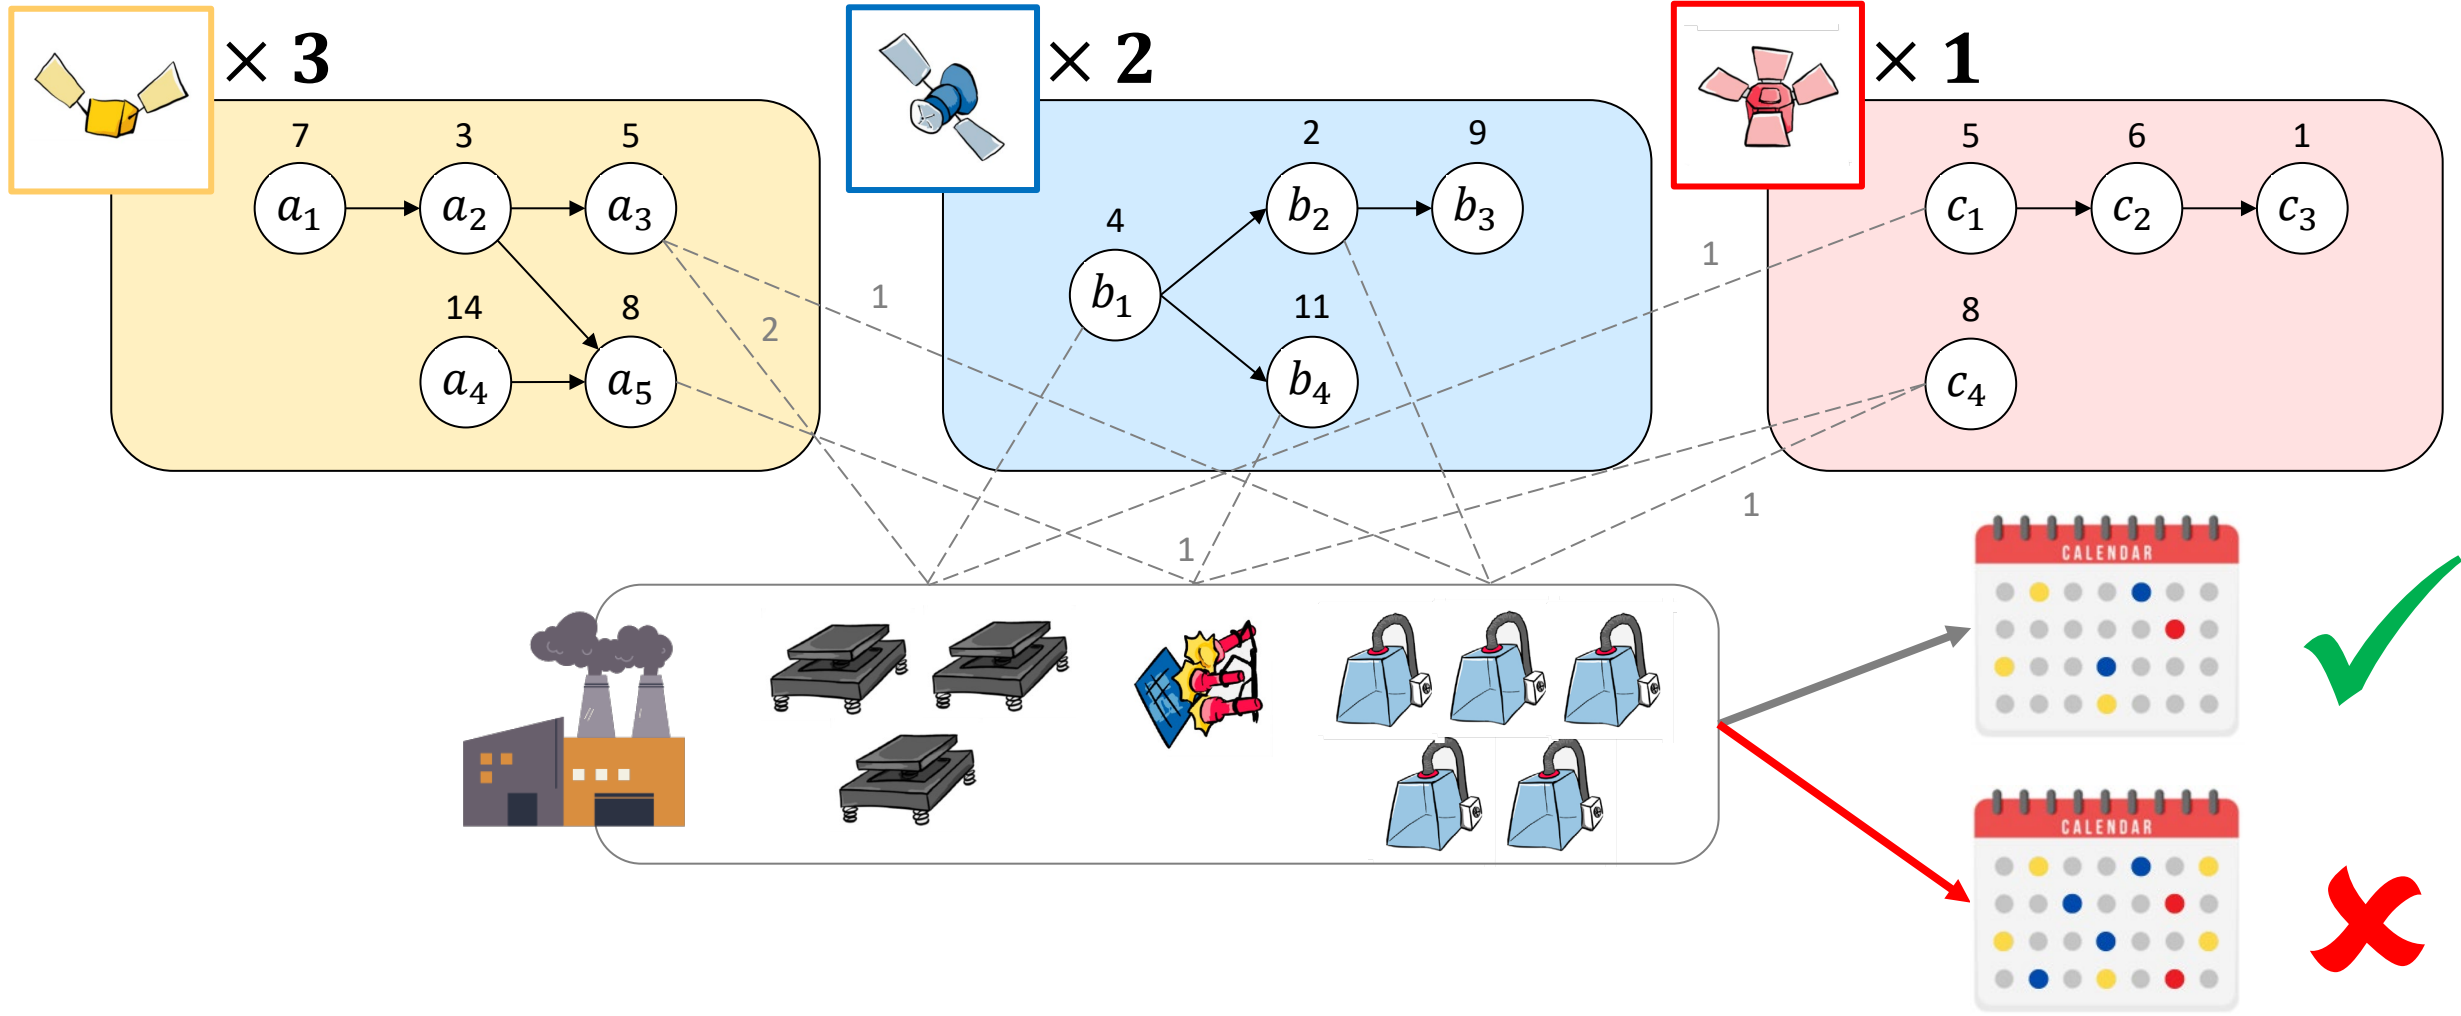 × 3
× 2
× 1
7 3 5
a₁ a₂ a₃
14 8
a₄ a₅
2 9
4
b₂ b₃
b₁
11
b₄
5 6 1
c₁ c₂ c₃
8
c₄
1
2
1
1
1
CALENDAR
CALENDAR